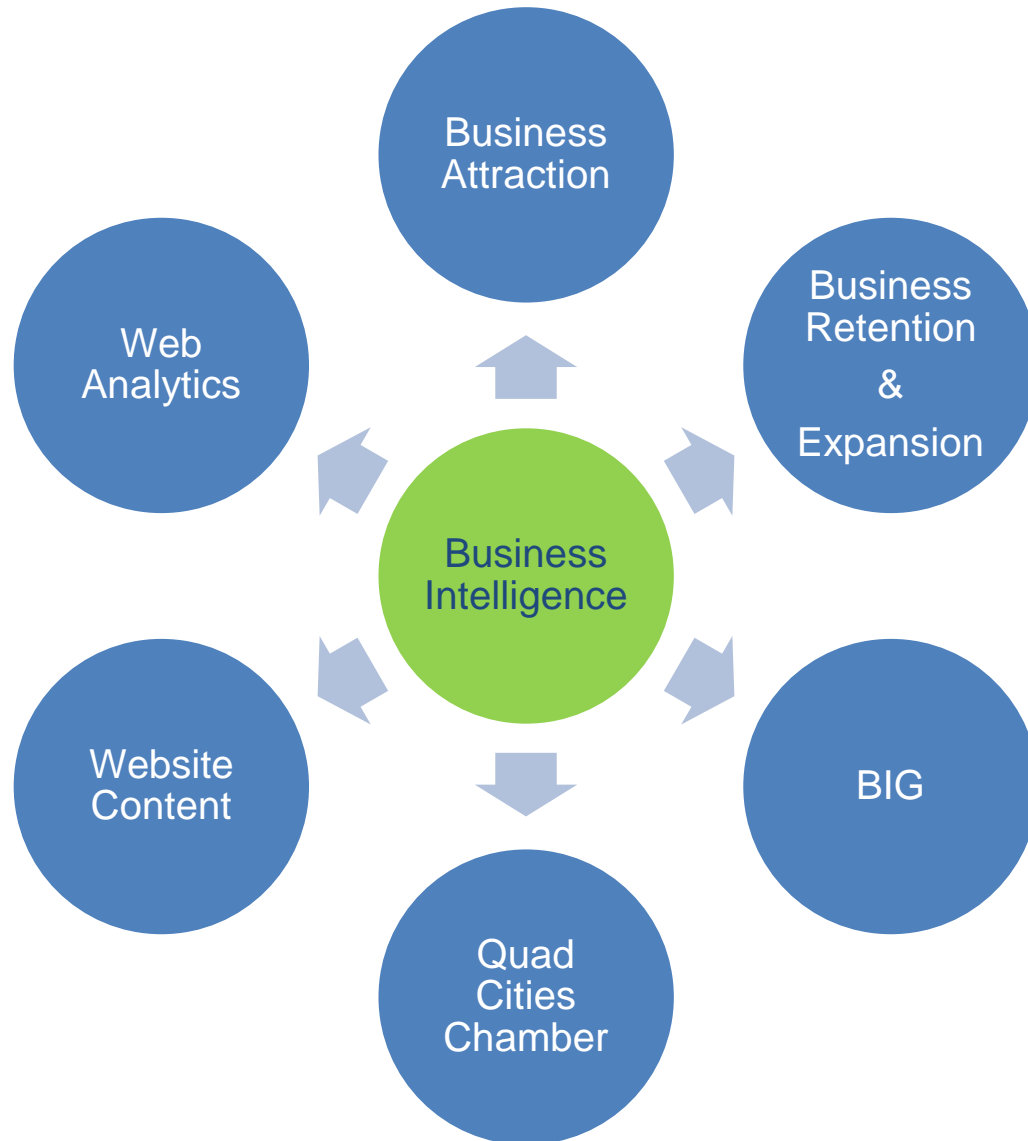 Business
Attraction
Business
Retention
&
Expansion
Web
Analytics
Business
Intelligence
Website
Content
BIG
Quad
Cities
Chamber